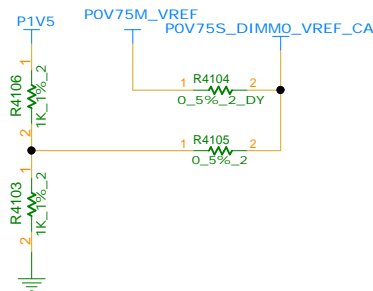 P1V5
P0V75M_VREF
P0V75S_DIMM0_VREF_CA
1
R4106
1K_1%_2
2
1
R4104
2
0_5%_2_DY
1
R4105
2
0_5%_2
1
R4103
1K_1%_2
2